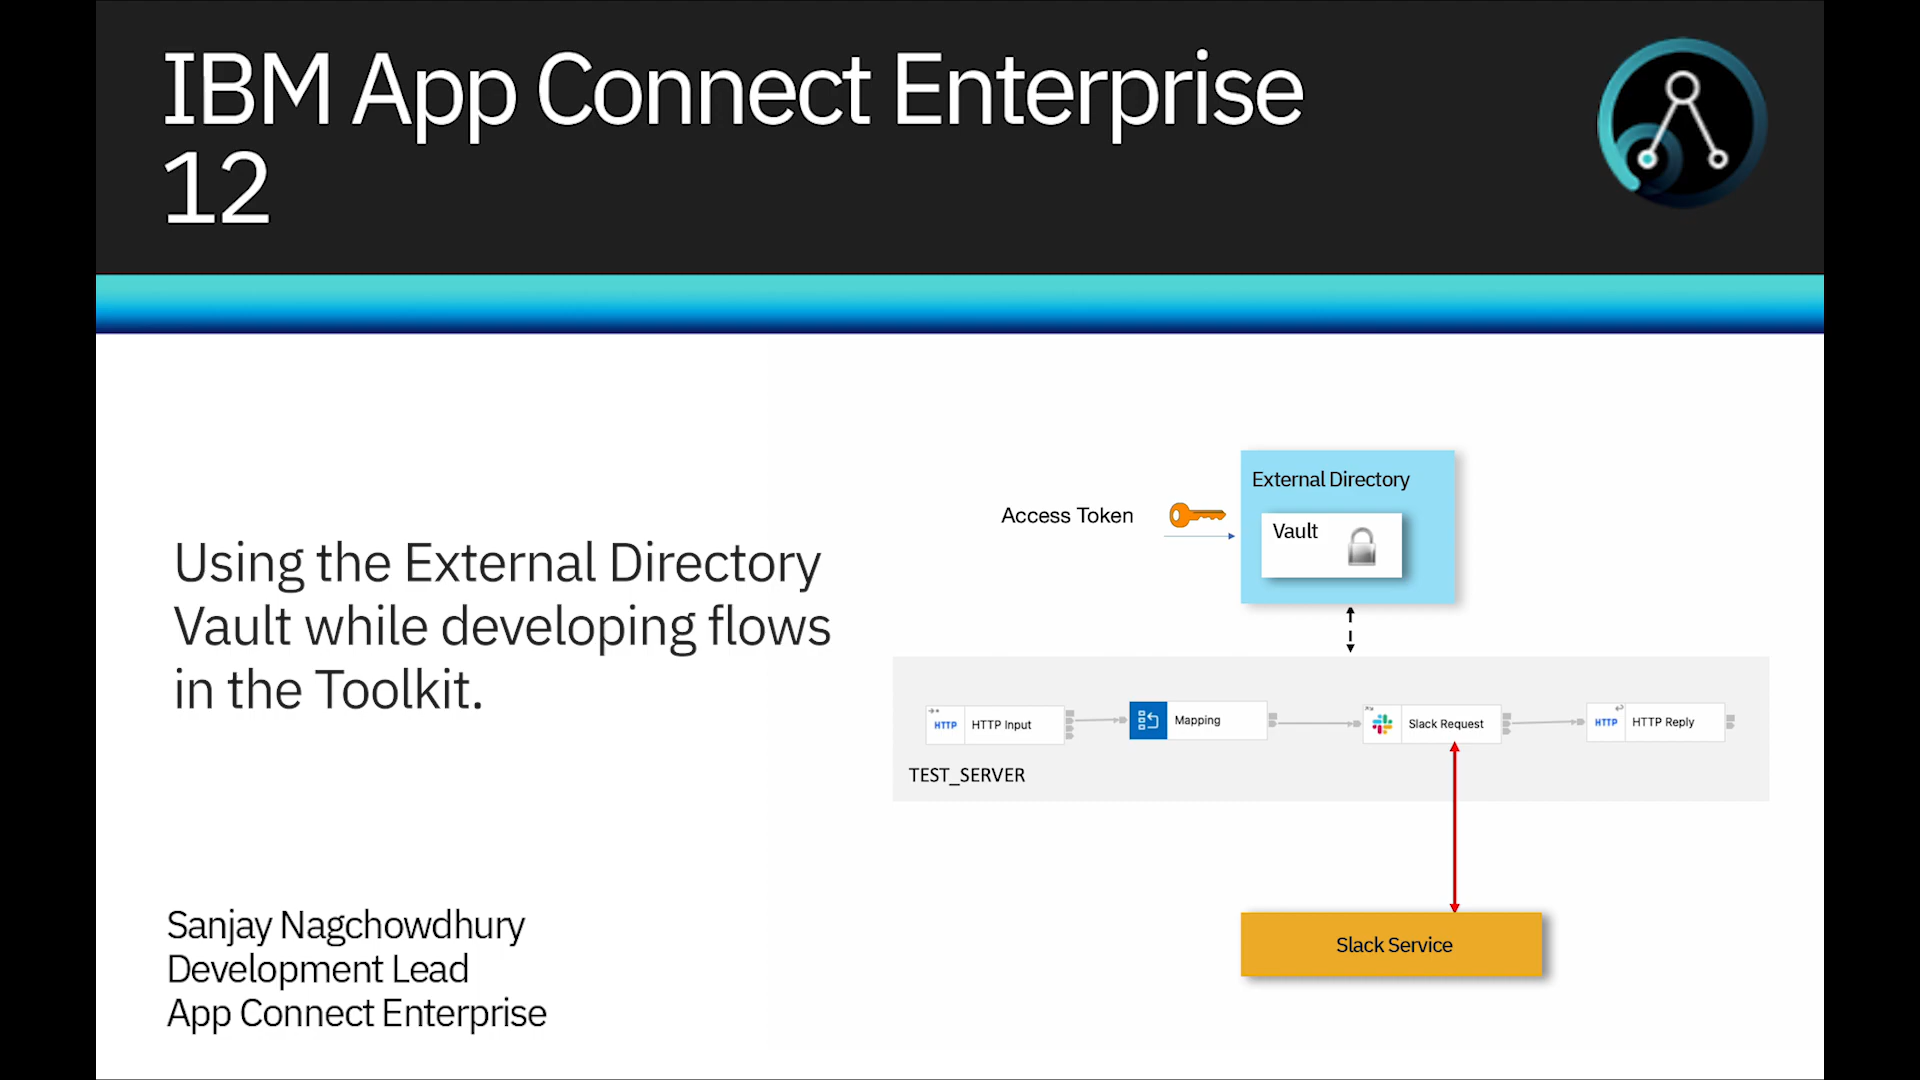 IBM App Connect Enterprise
12
Using the External Directory
Vault while developing flows
in the Toolkit.
Sanjay Nagchowdhury
Development Lead
App Connect Enterprise
External Directory
Access Token
Vault
HTTP HTTP Input
Mapping
Slack Request
HTTP HTTP Reply
TEST_SERVER
Slack Service